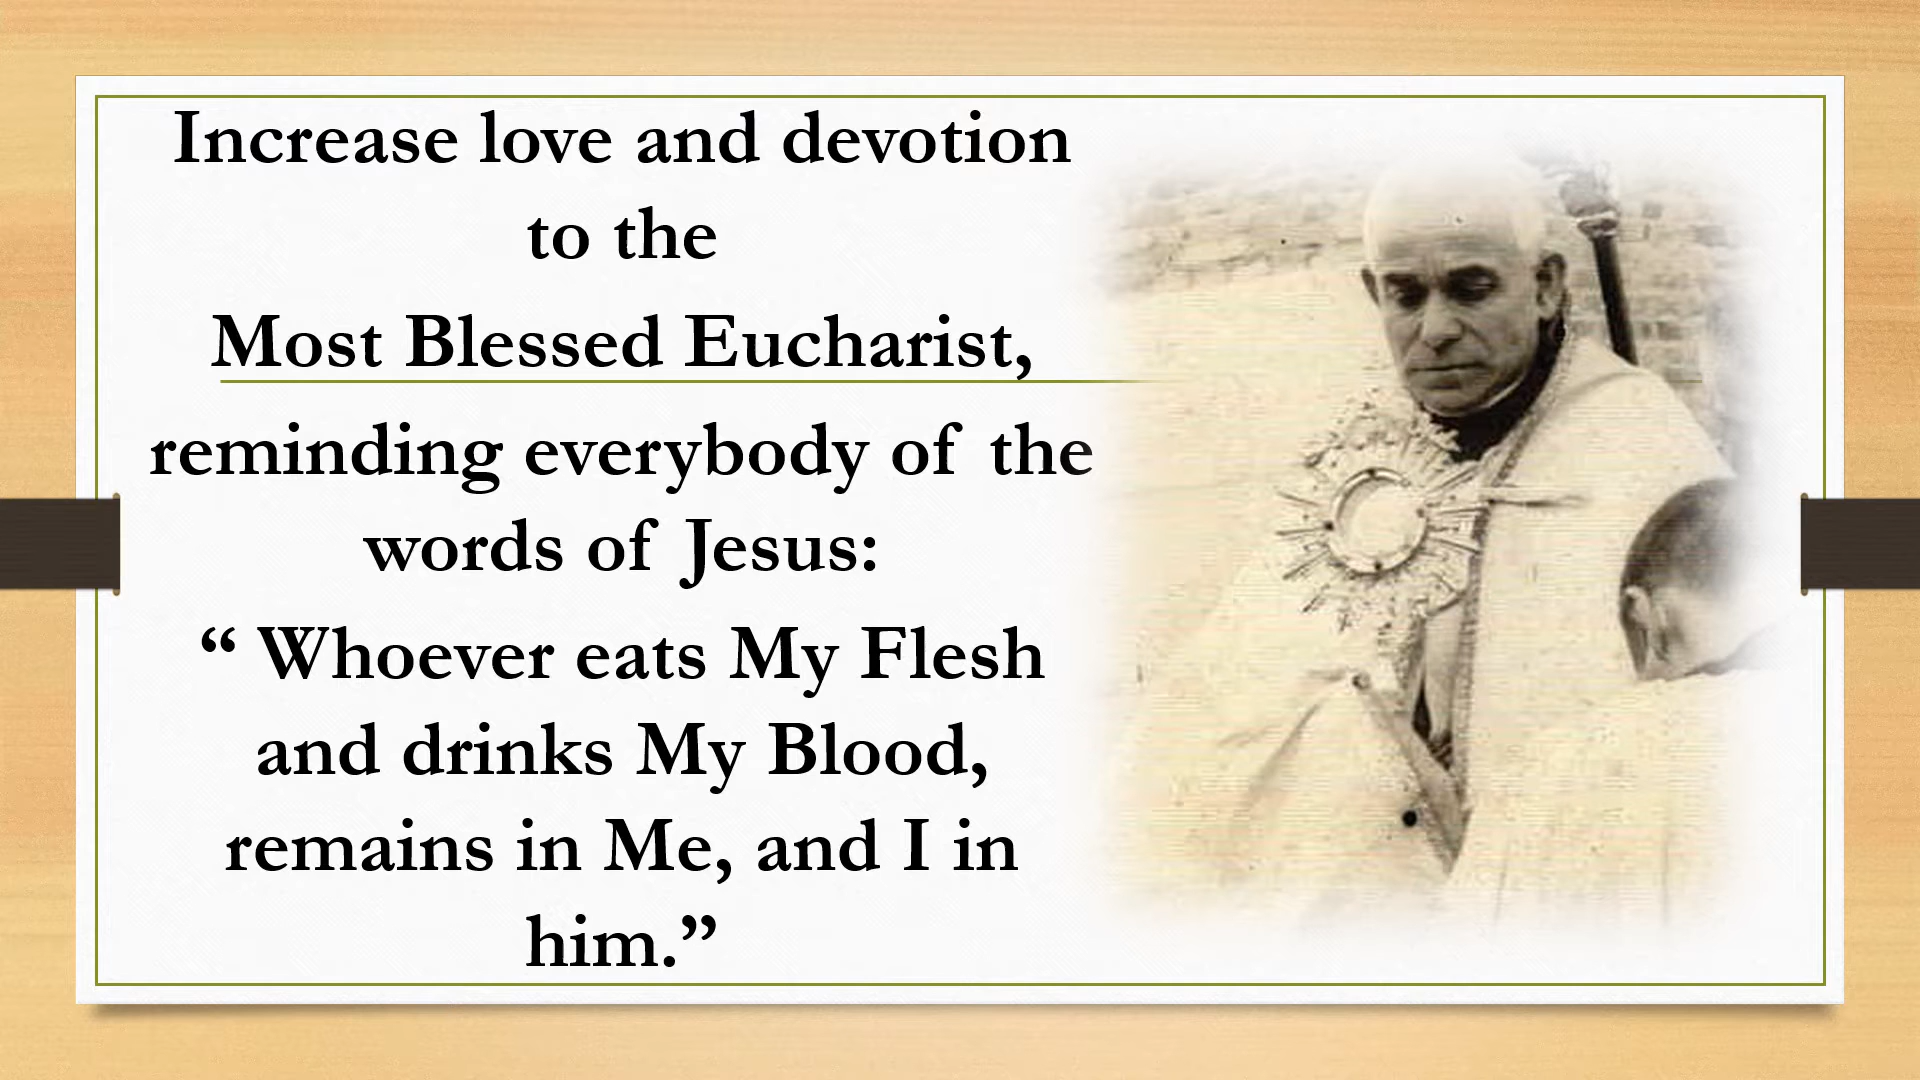 Increase love and devotion
to the
Most Blessed Eucharist,
reminding everybody of the
words of Jesus:
“ Whoever eats My Flesh
and drinks My Blood,
remains in Me, and I in
him.”